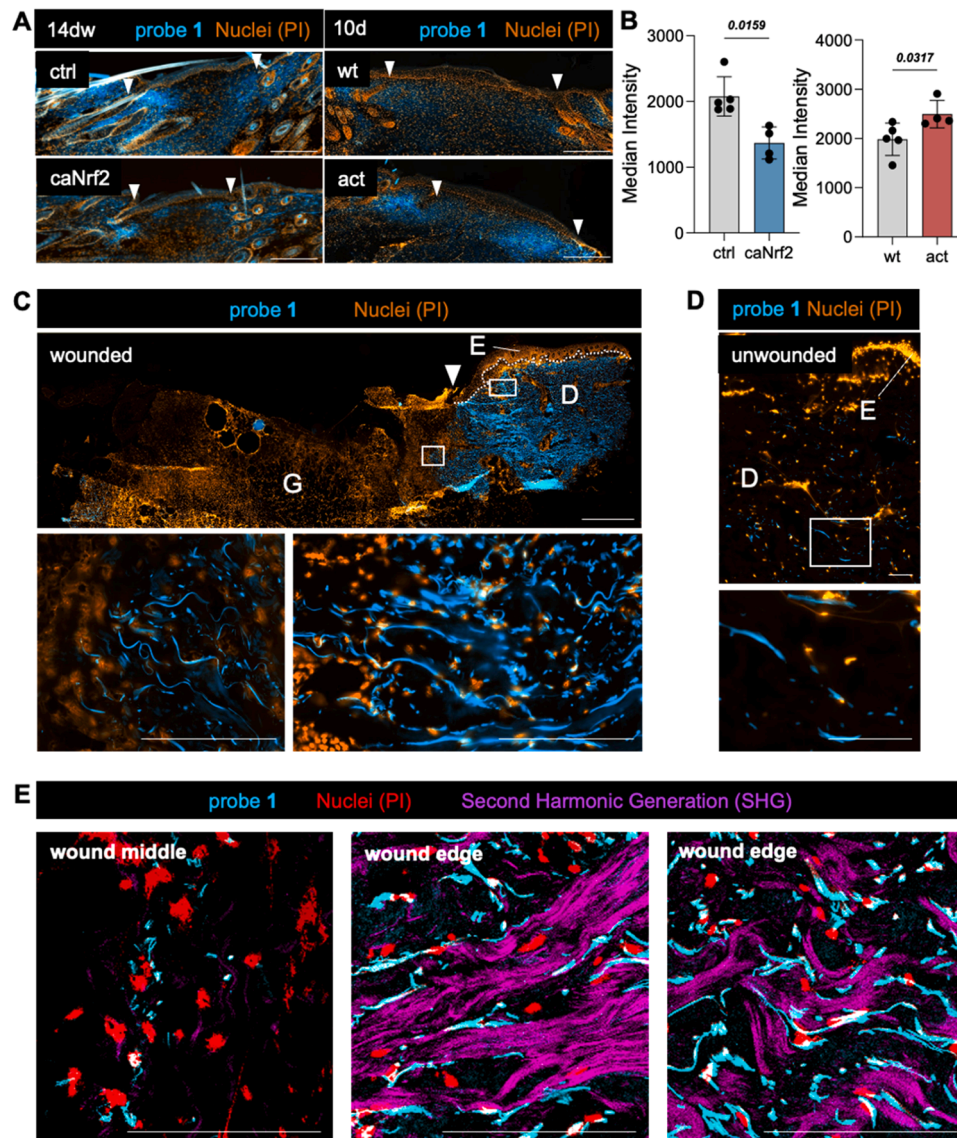 A
14dw probe 1 Nuclei (PI)
10d probe 1 Nuclei (PI)
ctrl
wt
caNrf2
act
B
0.0159
3000
2000
1000
0
Median Intensity
ctrl caNrf2
0.0317
4000
3000
2000
1000
0
Median Intensity
wt act
C
probe 1 Nuclei (PI)
wounded
E
D
G
D
probe 1 Nuclei (PI)
unwounded
E
D
E
probe 1 Nuclei (PI) Second Harmonic Generation (SHG)
wound middle
wound edge
wound edge